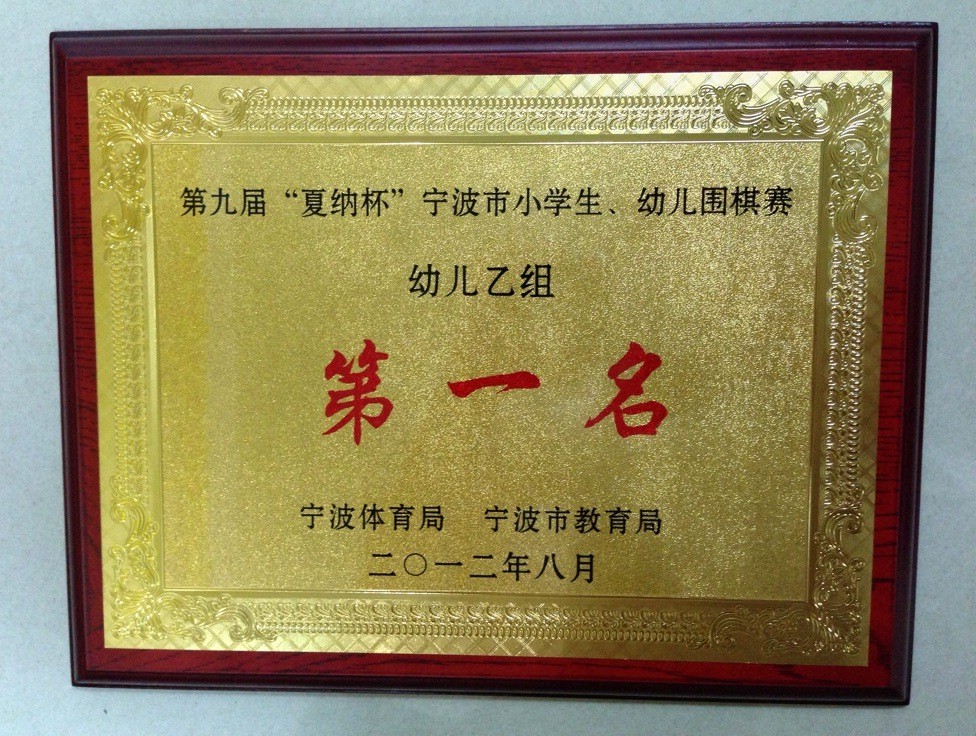 第九届“夏纳杯”宁波市小学生、幼儿围棋赛
幼儿乙组
第一名
宁波体育局 宁波市教育局
二〇一二年八月